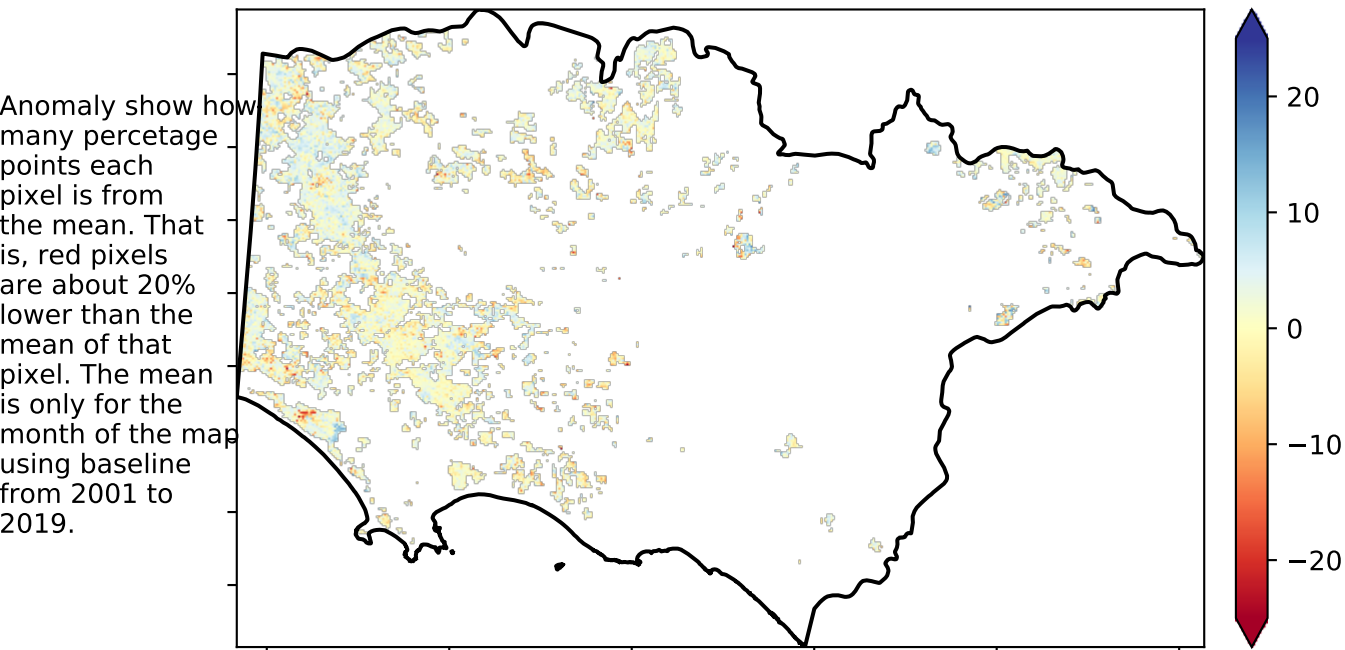 Anomaly show how
many percetage
points each
pixel is from
the mean. That
is, red pixels
are about 20%
lower than the
mean of that
pixel. The mean
is only for the
month of the map
using baseline
from 2001 to
2019.
20
10
0
−10
−20